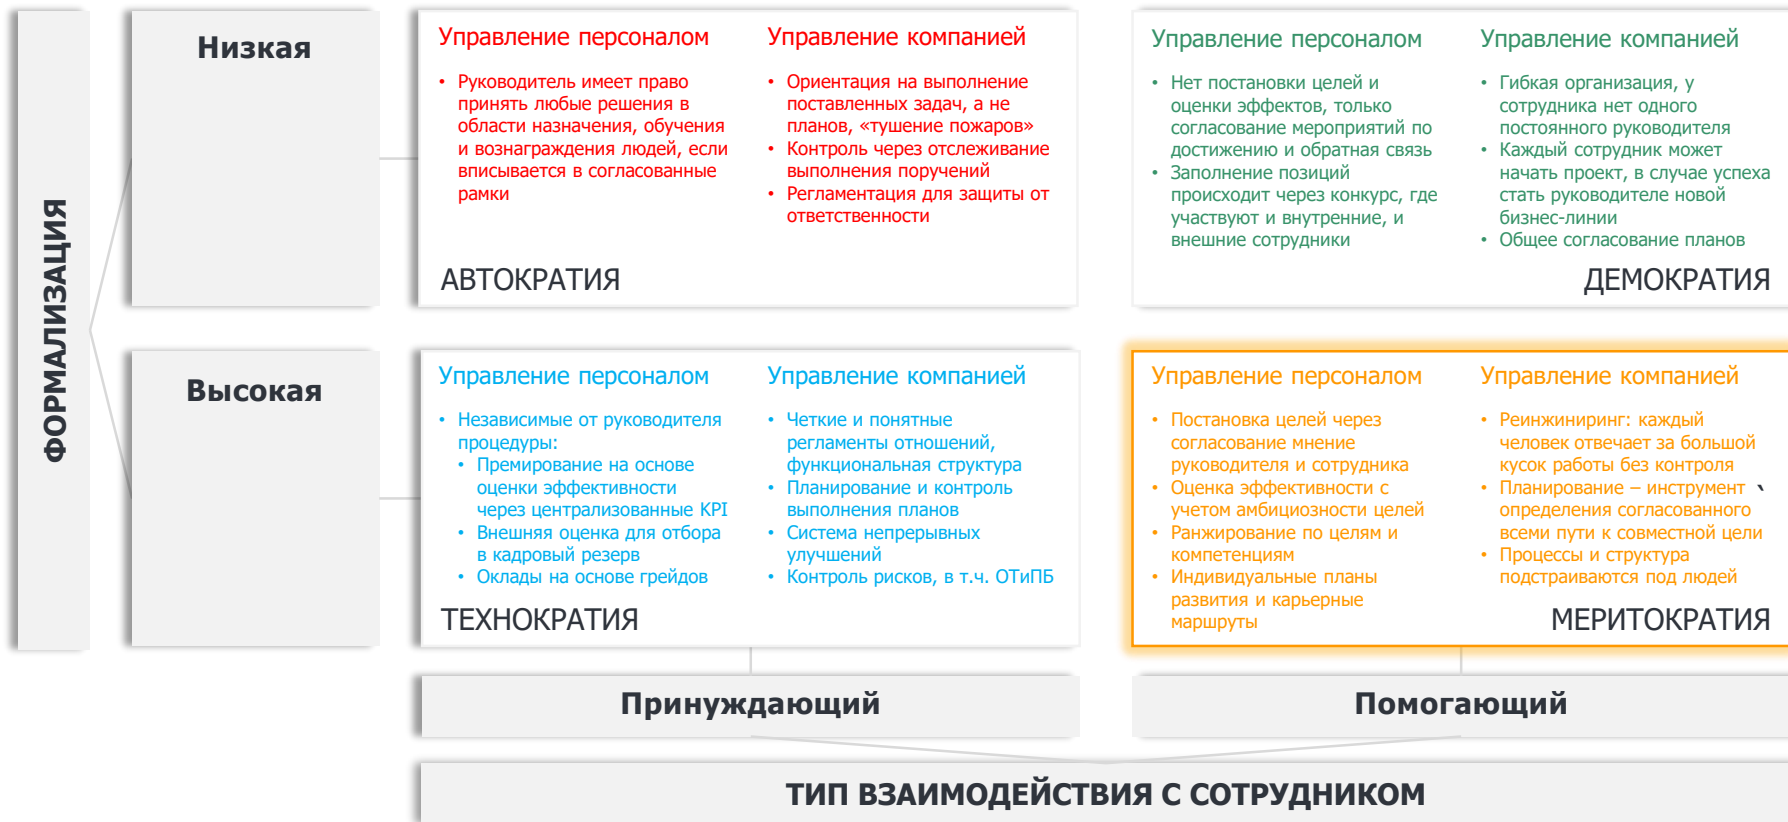 ФОРМАЛИЗАЦИЯ
Низкая
Управление персоналом
• Руководитель имеет право
принять любые решения в
области назначения, обучения
и вознаграждения людей, если
вписывается в согласованные
рамки
Управление компанией
• Ориентация на выполнение
поставленных задач, а не
планов, «тушение пожаров»
• Контроль через отслеживание
выполнения поручений
• Регламентация для защиты от
ответственности
АВТОКРАТИЯ
Управление персоналом
• Нет постановки целей и
оценки эффектов, только
согласование мероприятий по
достижению и обратная связь
• Заполнение позиций
происходит через конкурс, где
участвуют и внутренние, и
внешние сотрудники
Управление компанией
• Гибкая организация, у
сотрудника нет одного
постоянного руководителя
• Каждый сотрудник может
начать проект, в случае успеха
стать руководителе новой
бизнес-линии
• Общее согласование планов
ДЕМОКРАТИЯ
Высокая
Управление персоналом
• Независимые от руководителя
процедуры:
• Премирование на основе
оценки эффективности
через централизованные KPI
• Внешняя оценка для отбора
в кадровый резерв
• Оклады на основе грейдов
Управление компанией
• Четкие и понятные
регламенты отношений,
функциональная структура
• Планирование и контроль
выполнения планов
• Система непрерывных
улучшений
• Контроль рисков, в т.ч. ОТиПБ
ТЕХНОКРАТИЯ
Управление персоналом
• Постановка целей через
согласование мнение
руководителя и сотрудника
• Оценка эффективности с
учетом амбициозности целей
• Ранжирование по целям и
компетенциям
• Индивидуальные планы
развития и карьерные
маршруты
Управление компанией
• Реинжиниринг: каждый
человек отвечает за большой
кусок работы без контроля
• Планирование – инструмент `
определения согласованного
всеми пути к совместной цели
• Процессы и структура
подстраиваются под людей
МЕРИТОКРАТИЯ
Принуждающий
Помогающий
ТИП ВЗАИМОДЕЙСТВИЯ С СОТРУДНИКОМ